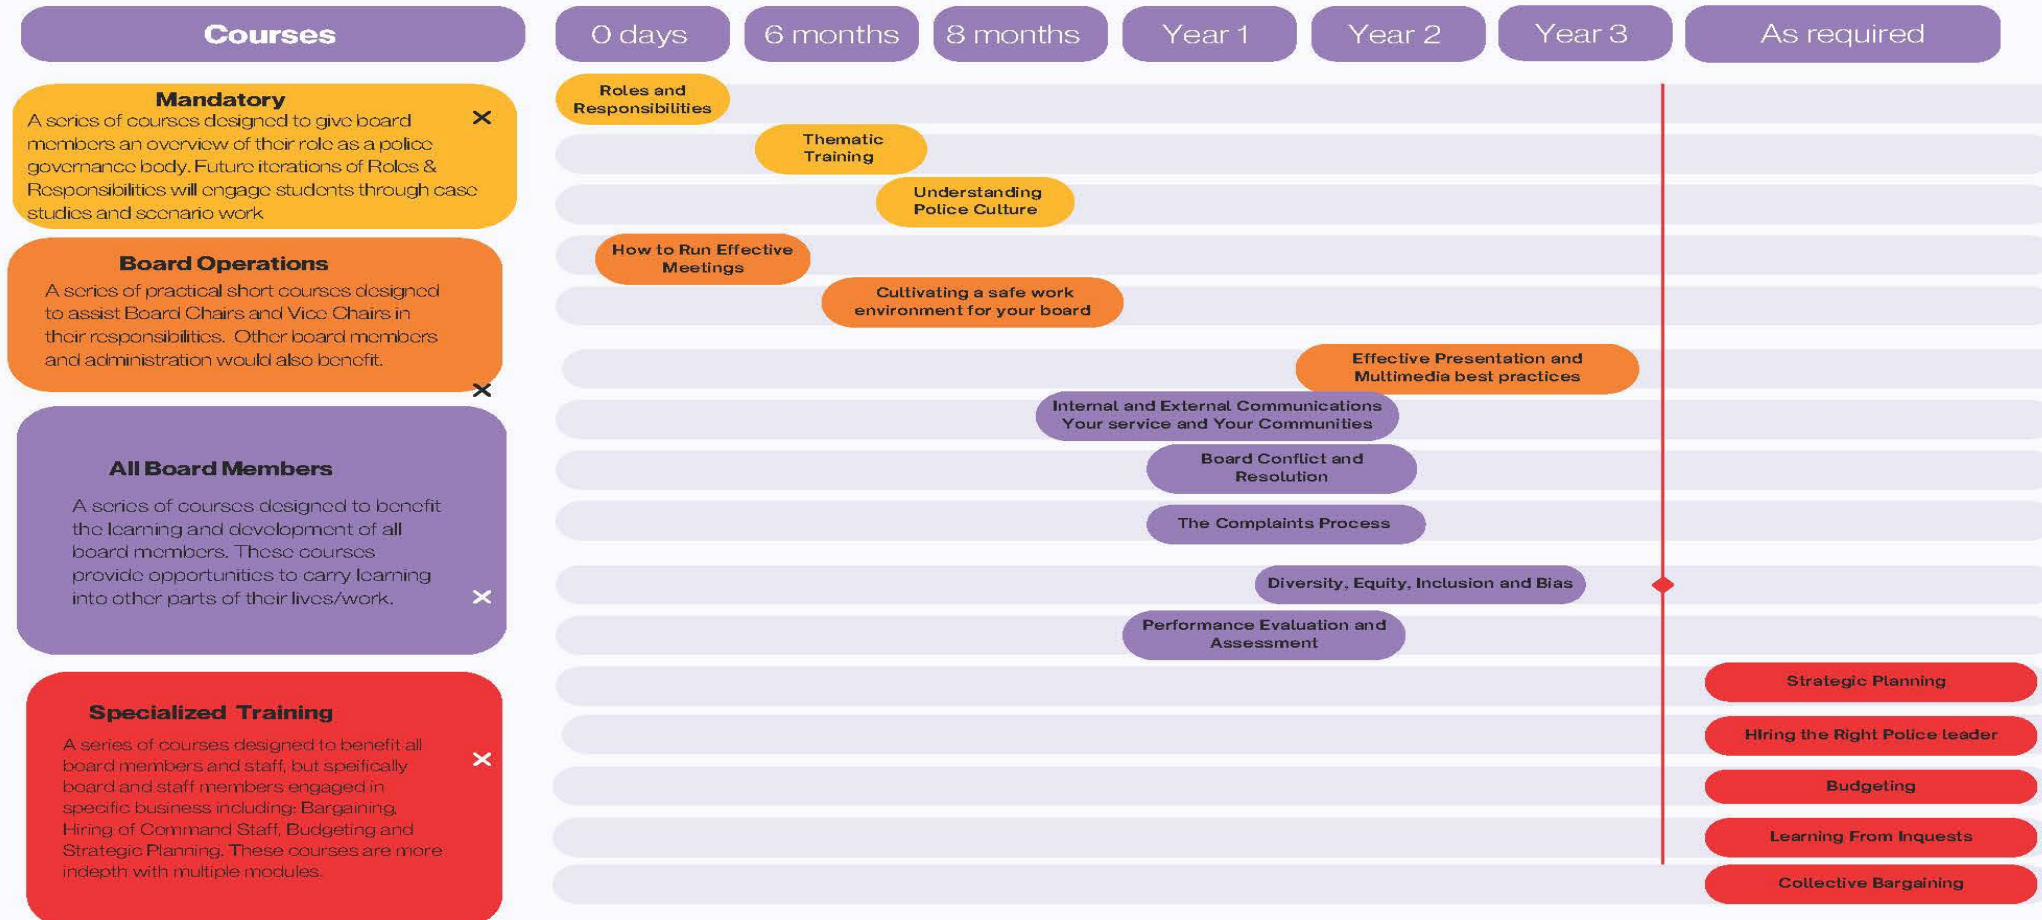 Courses
0 days
6 months
8 months
Year 1
Year 2
Year 3
As required
Mandatory
A series of courses designed to give board
members an overview of their role as a police
governance body. Future iterations of Roles &
Responsibilities will engage students through case
studies and scenario work
Roles and
Responsibilities
Thematic
Training
Understanding
Police Culture
Board Operations
A series of practical short courses designed
to assist Board Chairs and Vice Chairs in
their responsibilities. Other board members
and administration would also benefit.
How to Run Effective
Meetings
Cultivating a safe work
environment for your board
Effective Presentation and
Multimedia best practices
All Board Members
A series of courses designed to benefit
the learning and development of all
board members. These courses
provide opportunities to carry learning
into other parts of their lives/work.
Internal and External Communications
Your service and Your Communities
Board Conflict and
Resolution
The Complaints Process
Diversity, Equity, Inclusion and Bias
Performance Evaluation and
Assessment
Specialized Training
A series of courses designed to benefit all
board members and staff, but speifically
board and staff members engaged in
specific business including: Bargaining,
Hiring of Command Staff, Budgeting and
Strategic Planning. These courses are more
indepth with multiple modules.
Strategic Planning
HIring the Right Police leader
Budgeting
Learning From Inquests
Collective Bargaining